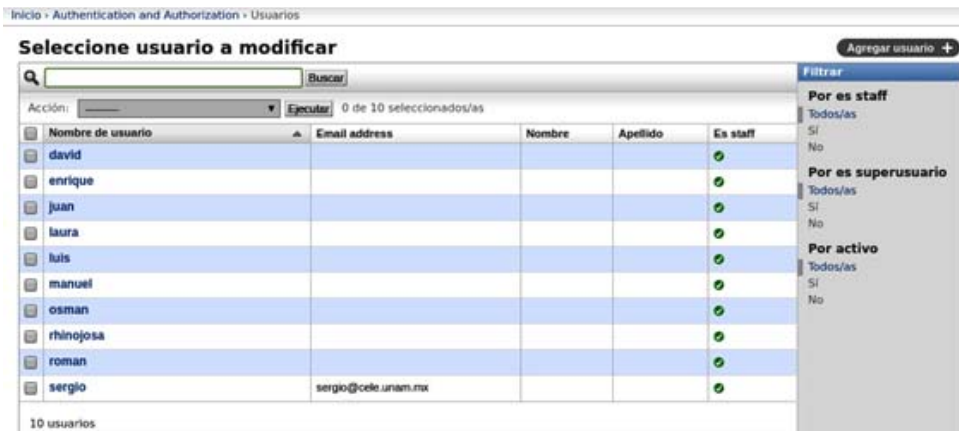 Inicio › Authentication and Authorization › Usuarios
Seleccione usuario a modificar
Agregar usuario +
Buscar
Acción: --------- Ejecutar 0 de 10 seleccionados/as
Nombre de usuario Email address Nombre Apellido Es staff
david
enrique
juan
laura
luis
manuel
osman
rhinojosa
roman
sergio sergio@cele.unam.mx
10 usuarios
Filtrar
Por es staff
Todos/as
Sí
No
Por es superusuario
Todos/as
Sí
No
Por activo
Todos/as
Sí
No